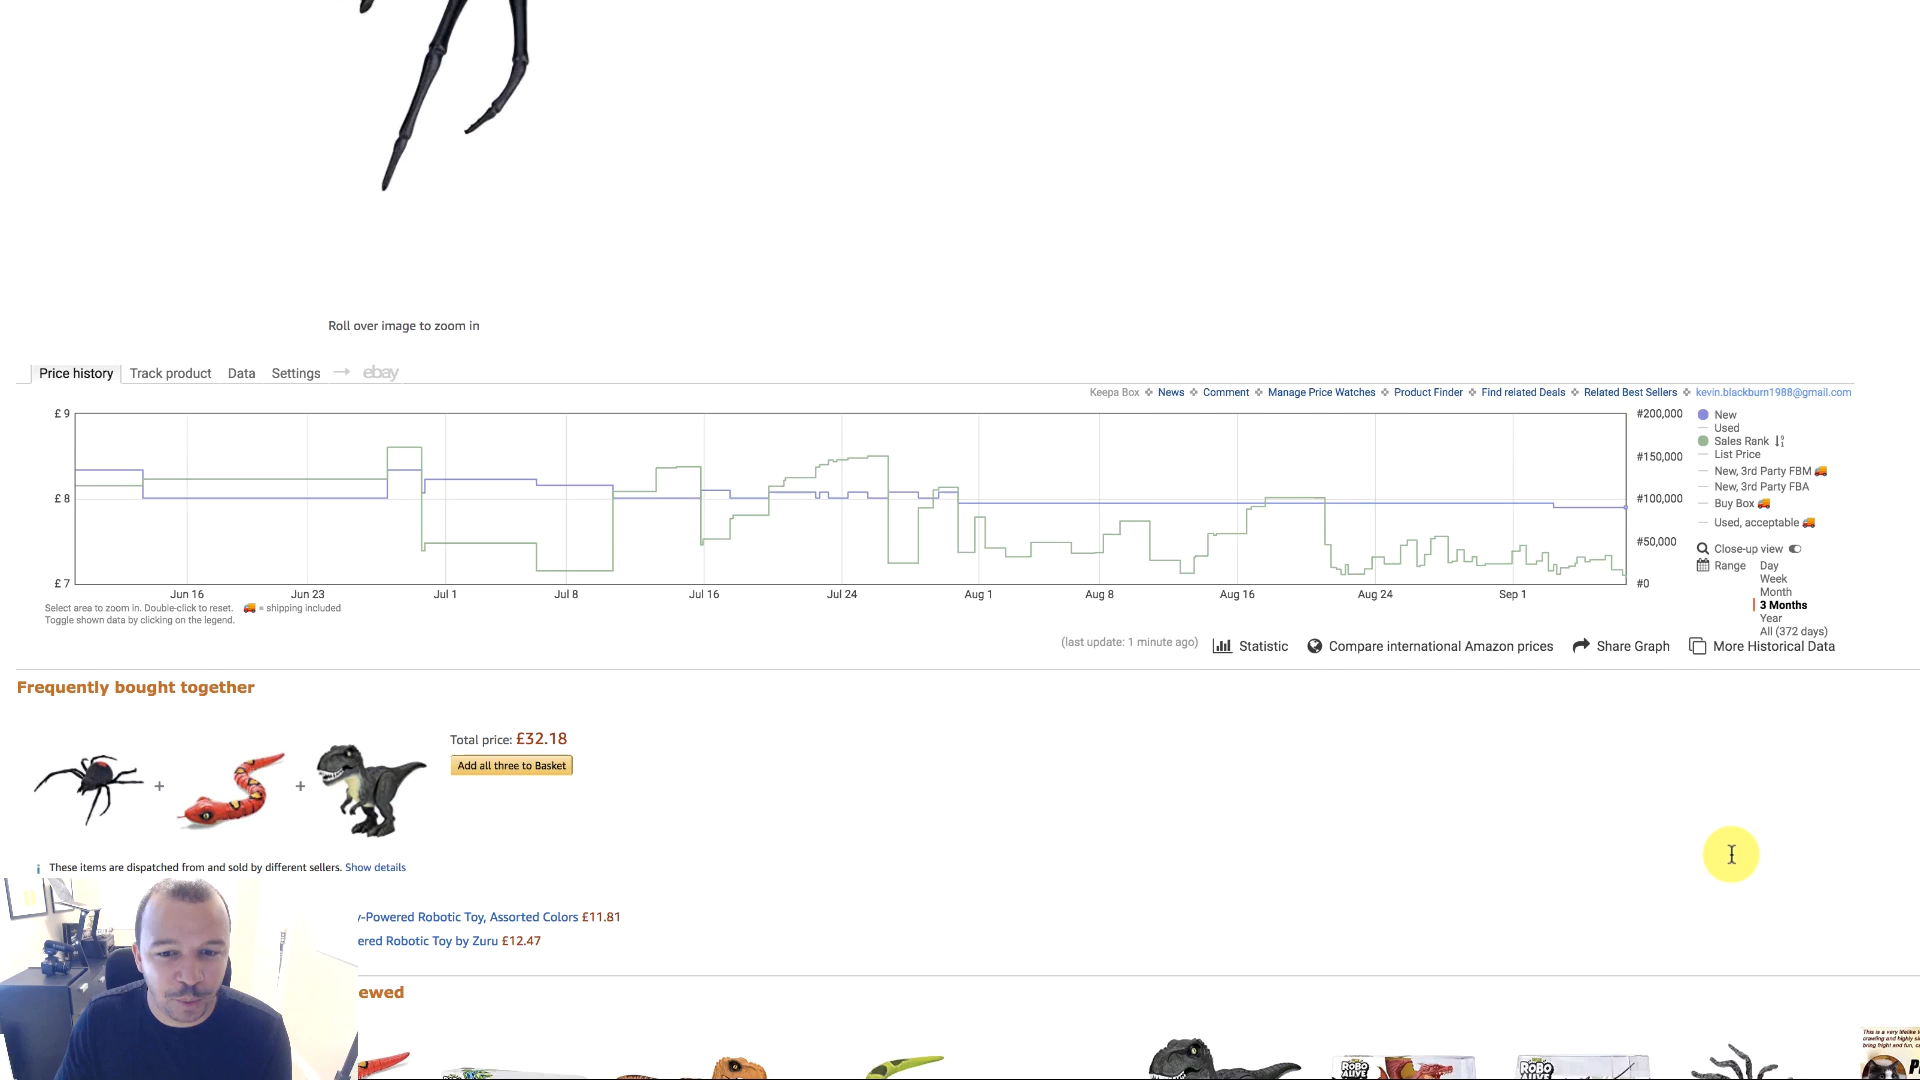 Roll over image to zoom in
Price history Track product Data Settings → ebay
Keepa Box News Comment Manage Price Watches Product Finder Find related Deals Related Best Sellers kevin.blackburn1988@gmail.com
£ 9
£ 8
£ 7
#200,000
#150,000
#100,000
#50,000
#0
New
Used
Sales Rank
List Price
New, 3rd Party FBM
New, 3rd Party FBA
Buy Box
Used, acceptable
Close-up view
Range Day
Week
Month
3 Months
Year
All (372 days)
Jun 16 Jun 23 Jul 1 Jul 8 Jul 16 Jul 24 Aug 1 Aug 8 Aug 16 Aug 24 Sep 1
Select area to zoom in. Double-click to reset. = shipping included
Toggle shown data by clicking on the legend.
(last update: 1 minute ago) Statistic Compare international Amazon prices Share Graph More Historical Data
Frequently bought together
Total price: £32.18
Add all three to Basket
+ +
i These items are dispatched from and sold by different sellers. Show details
-Powered Robotic Toy, Assorted Colors £11.81
ered Robotic Toy by Zuru £12.47
ewed
ROBO
ALIVE
ROBO
ALIVE
This is a very lifelike